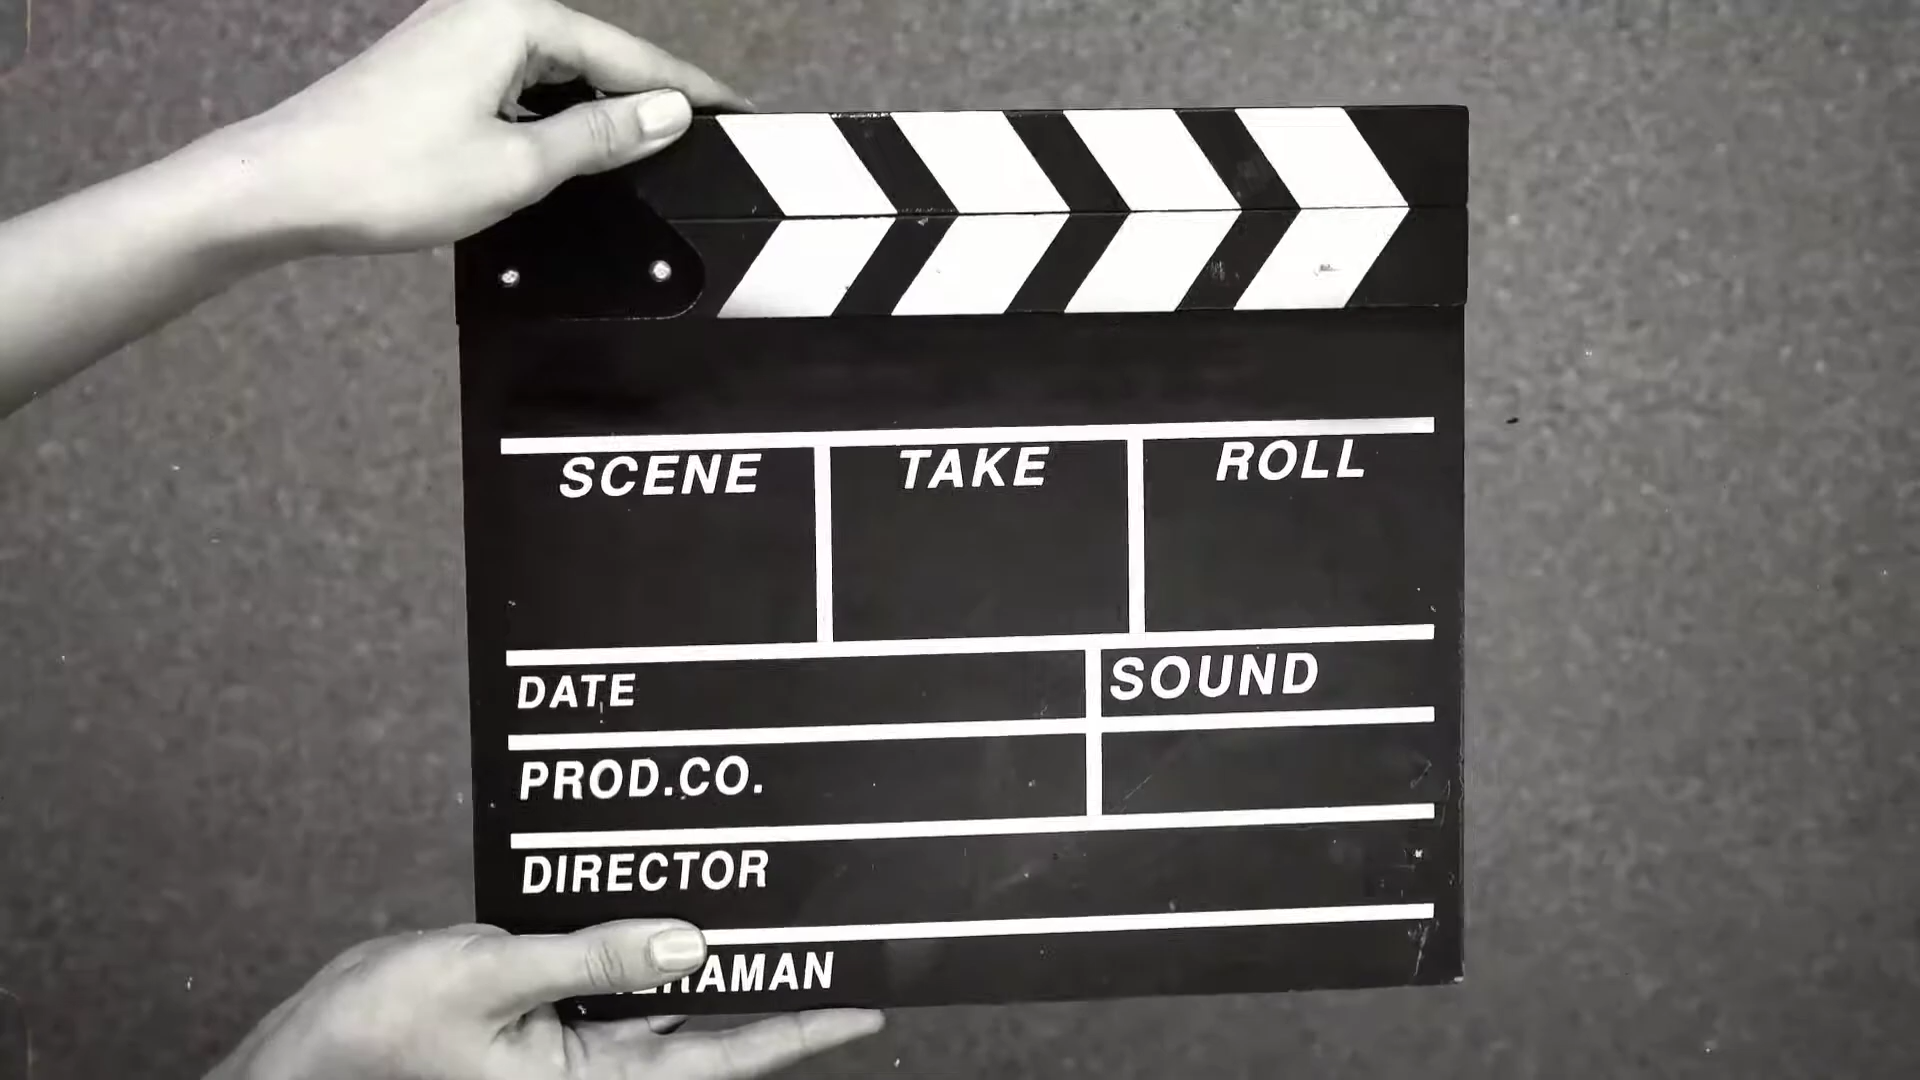 SCENE TAKE ROLL
DATE SOUND
PROD.CO.
DIRECTOR